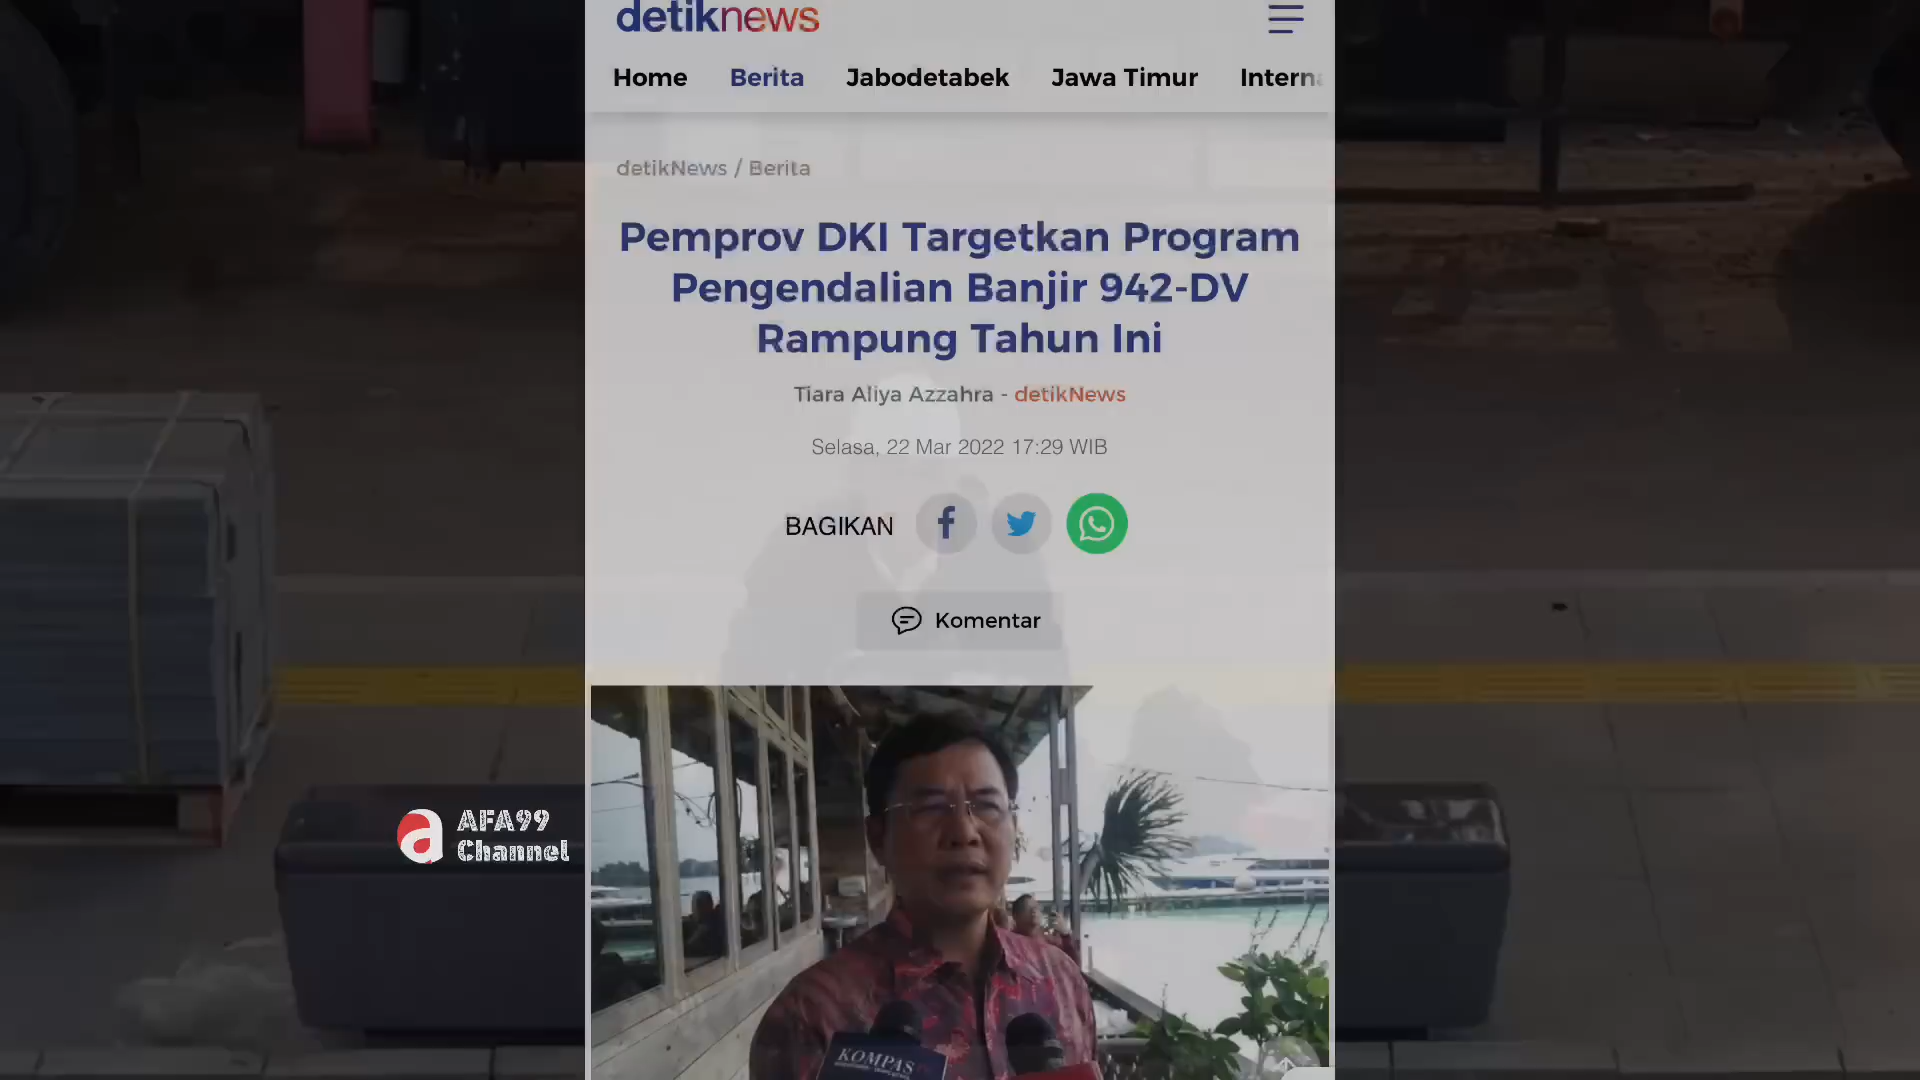 detiknews
Home Berita Jabodetabek Jawa Timur Interna
detikNews / Berita
Pemprov DKI Targetkan Program
Pengendalian Banjir 942-DV
Rampung Tahun Ini
Tiara Aliya Azzahra - detikNews
Selasa, 22 Mar 2022 17:29 WIB
BAGIKAN
Komentar
AFA99
Channel
KOMPAS